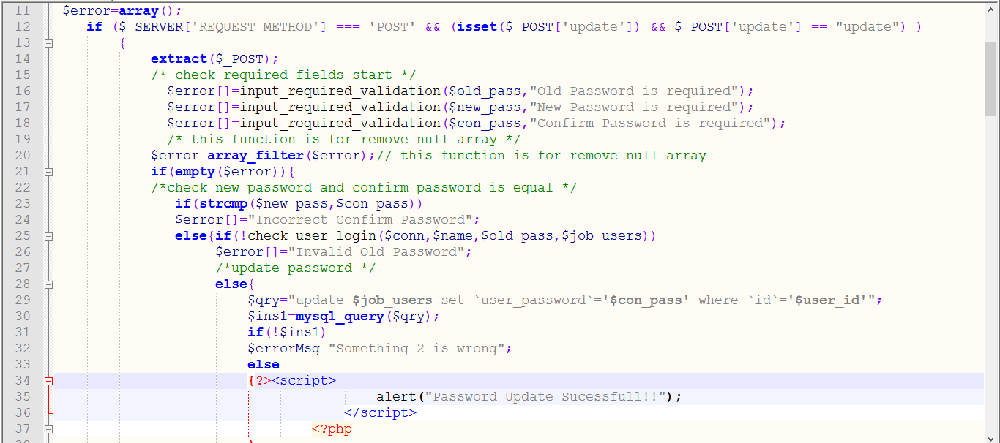 11 $error=array();
12 if ($_SERVER['REQUEST_METHOD'] === 'POST' && (isset($_POST['update']) && $_POST['update'] == "update") )
13 {
14 extract($_POST);
15 /* check required fields start */
16 $error[]=input_required_validation($old_pass,"Old Password is required");
17 $error[]=input_required_validation($new_pass,"New Password is required");
18 $error[]=input_required_validation($con_pass,"Confirm Password is required");
19 /* this function is for remove null array */
20 $error=array_filter($error);// this function is for remove null array
21 if(empty($error)){
22 /*check new password and confirm password is equal */
23 if(strcmp($new_pass,$con_pass))
24 $error[]="Incorrect Confirm Password";
25 else{if(!check_user_login($conn,$name,$old_pass,$job_users))
26 $error[]="Invalid Old Password";
27 /*update password */
28 else{
29 $qry="update $job_users set `user_password`='$con_pass' where `id`='$user_id'";
30 $ins1=mysql_query($qry);
31 if(!$ins1)
32 $errorMsg="Something 2 is wrong";
33 else
34 {?><script>
35 alert("Password Update Sucessfull!!");
36 </script>
37 <?php